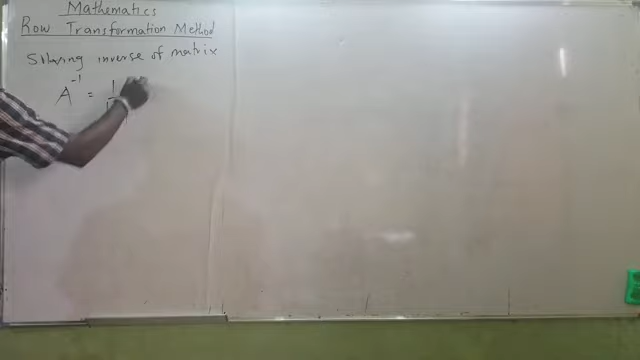 Mathematics
Row Transformation Method
Solving inverse of matrix
A⁻¹ = 1